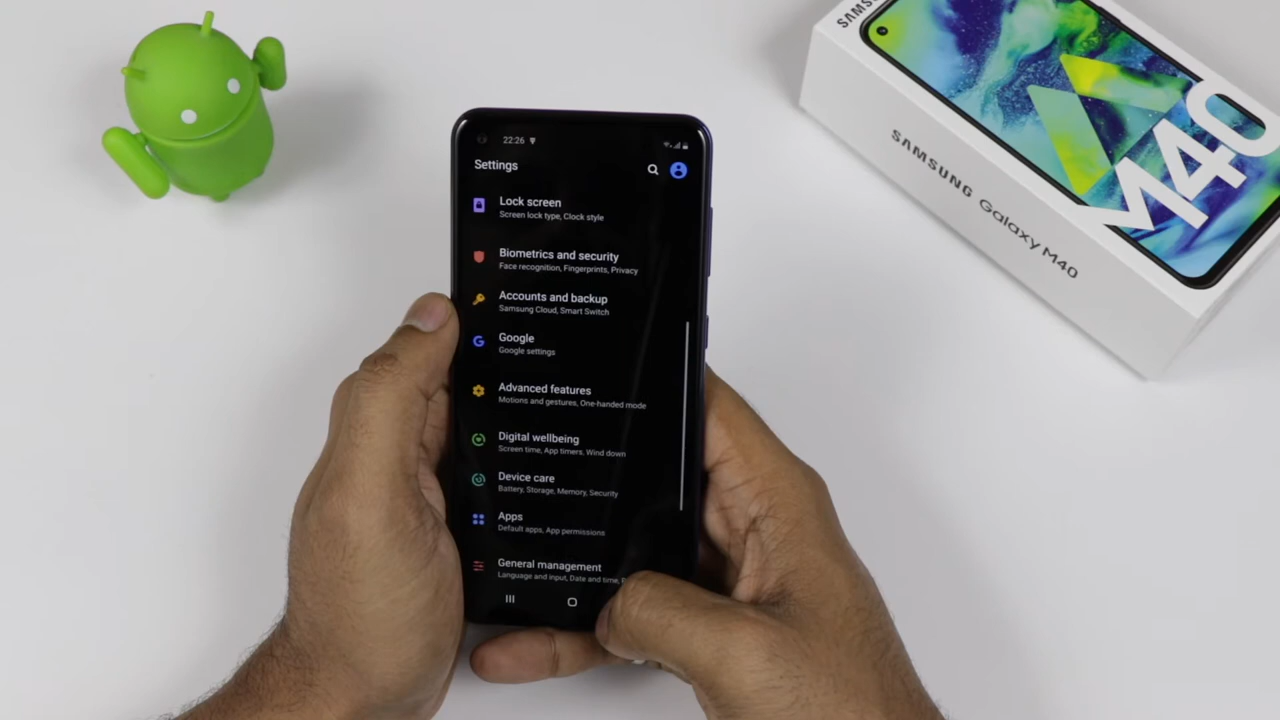 22:26
Settings
Lock screen
Screen lock type, Clock style
Biometrics and security
Face recognition, Fingerprints, Privacy
Accounts and backup
Samsung Cloud, Smart Switch
Google
Google settings
Advanced features
Motions and gestures, One-handed mode
Digital wellbeing
Screen time, App timers, Wind down
Device care
Battery, Storage, Memory, Security
Apps
Default apps, App permissions
General management
Language and input, Date and time,
SAMS
M40
SAMSUNG Galaxy M40